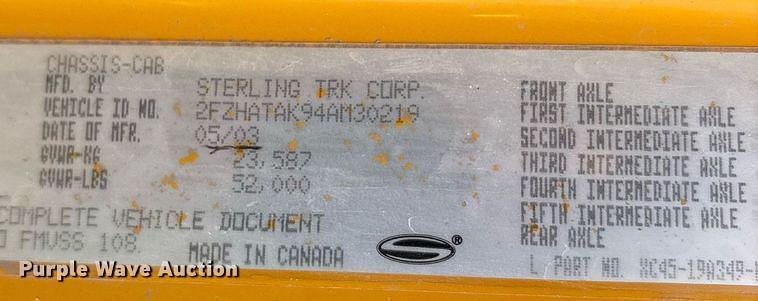 CHASSIS-CAB
MFD. BY STERLING TRK CORP.
VEHICLE ID NO. 2FZHATAK94AM30219
DATE OF MFR. 05/03
GVWR-KG 23,587
GVWR-LBS 52,000
COMPLETE VEHICLE DOCUMENT
O FMVSS 108.
MADE IN CANADA
®
FRONT AXLE
FIRST INTERMEDIATE AXLE
SECOND INTERMEDIATE AXLE
THIRD INTERMEDIATE AXLE
FOURTH INTERMEDIATE AXLE
FIFTH INTERMEDIATE AXLE
REAR AXLE
L PART NO. XC45-19A349-
Purple Wave Auction